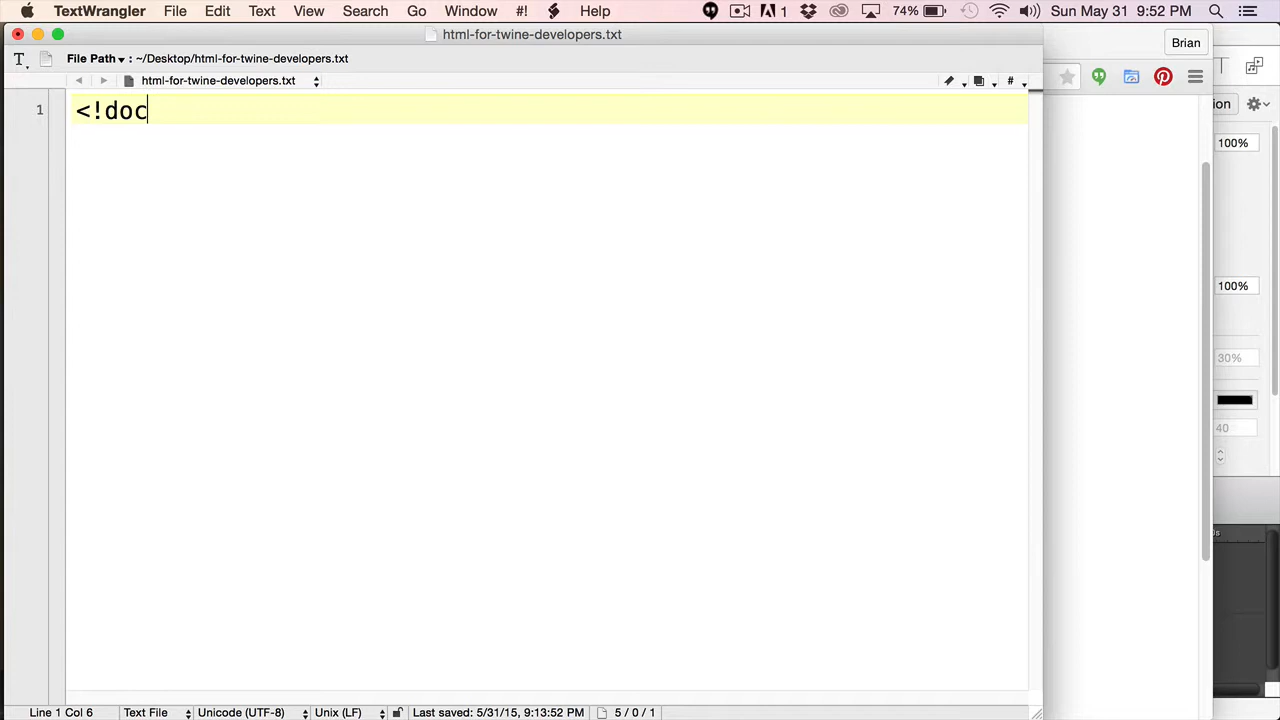 TextWrangler File Edit Text View Search Go Window #! Help 1 74% Sun May 31 9:52 PM
html-for-twine-developers.txt
Brian
File Path : ~/Desktop/html-for-twine-developers.txt
html-for-twine-developers.txt #
ion
1 <!doc
100%
100%
30%
40
Line 1 Col 6 Text File Unicode (UTF-8) Unix (LF) Last saved: 5/31/15, 9:13:52 PM 5 / 0 / 1